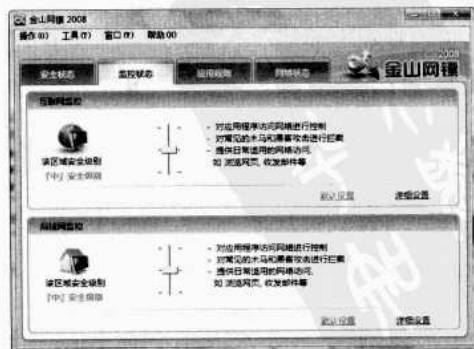 金山网镖 2008
操作(O) 工具(T) 窗口(W) 帮助(H)
安全状态 监控状态 应用规则 网络状态
2008
金山网镖
互联网监控
- 对应用程序访问网络进行控制
- 对常见的木马和黑客攻击进行拦截
- 提供日常适用的网络访问,
如 浏览网页, 收发邮件等
该区域安全级别
『中』安全级别
默认设置 详细设置
局域网监控
- 对应用程序访问网络进行控制
- 对常见的木马和黑客攻击进行拦截
- 提供日常适用的网络访问,
如 浏览网页, 收发邮件等
该区域安全级别
『中』安全级别
默认设置 详细设置